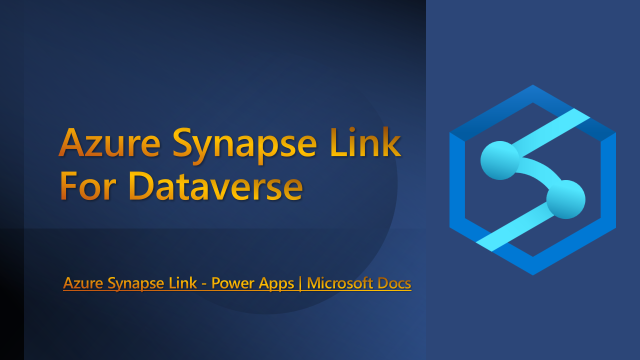 Azure Synapse Link
For Dataverse
Azure Synapse Link - Power Apps | Microsoft Docs